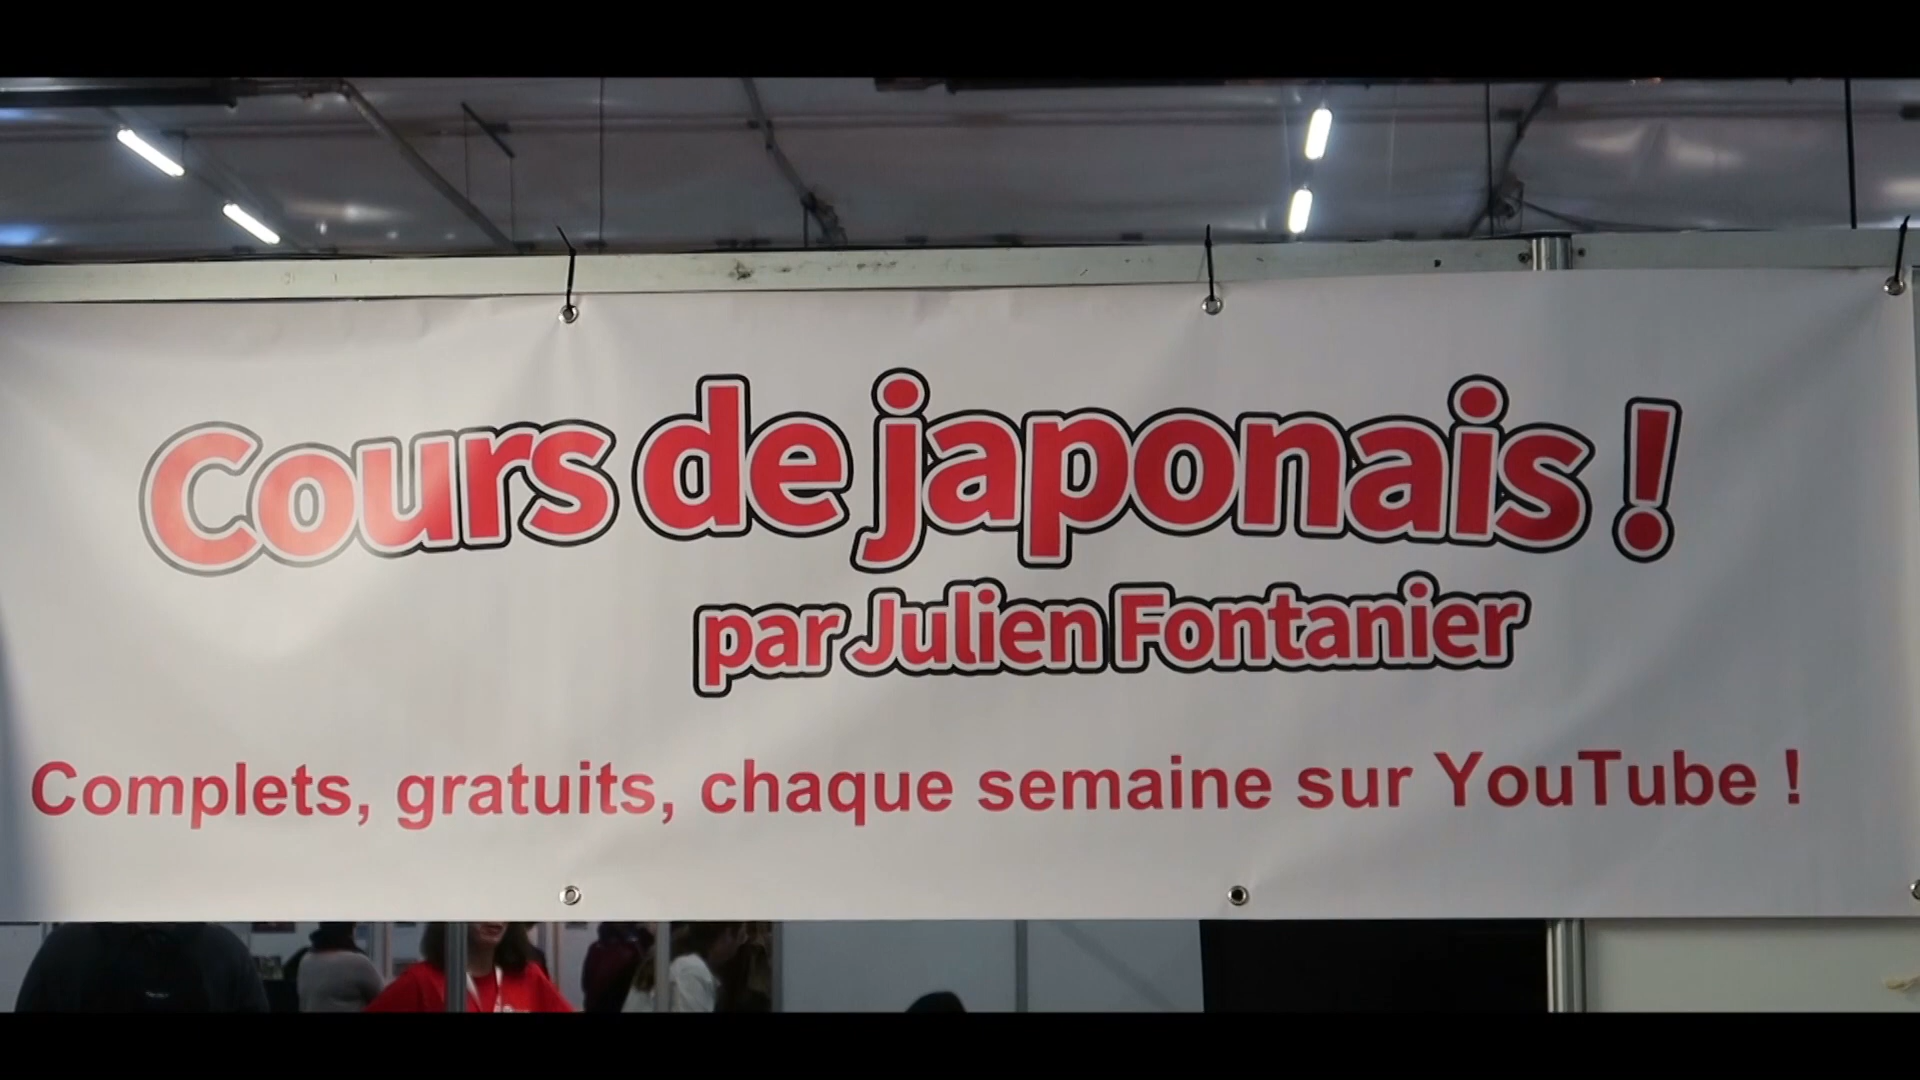 Cours de japonais !
par Julien Fontanier
Complets, gratuits, chaque semaine sur YouTube !